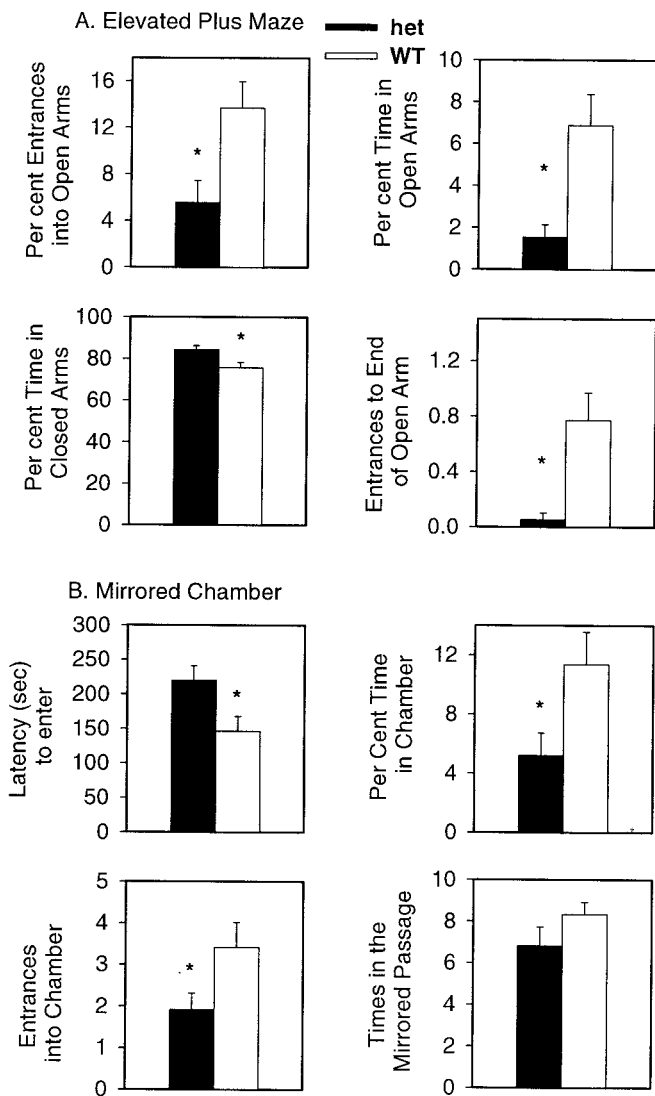 A. Elevated Plus Maze
het
WT
Per cent Entrances
into Open Arms
16
12
8
4
0
*
Per cent Time in
Open Arms
10
8
6
4
2
0
*
Per cent Time in
Closed Arms
100
80
60
40
20
0
*
Entrances to End
of Open Arm
1.2
0.8
0.4
0.0
*
B. Mirrored Chamber
Latency (sec)
to enter
300
250
200
150
100
50
0
*
Per Cent Time
in Chamber
12
8
4
0
*
Entrances
into Chamber
5
4
3
2
1
0
*
Times in the
Mirrored Passage
10
8
6
4
2
0